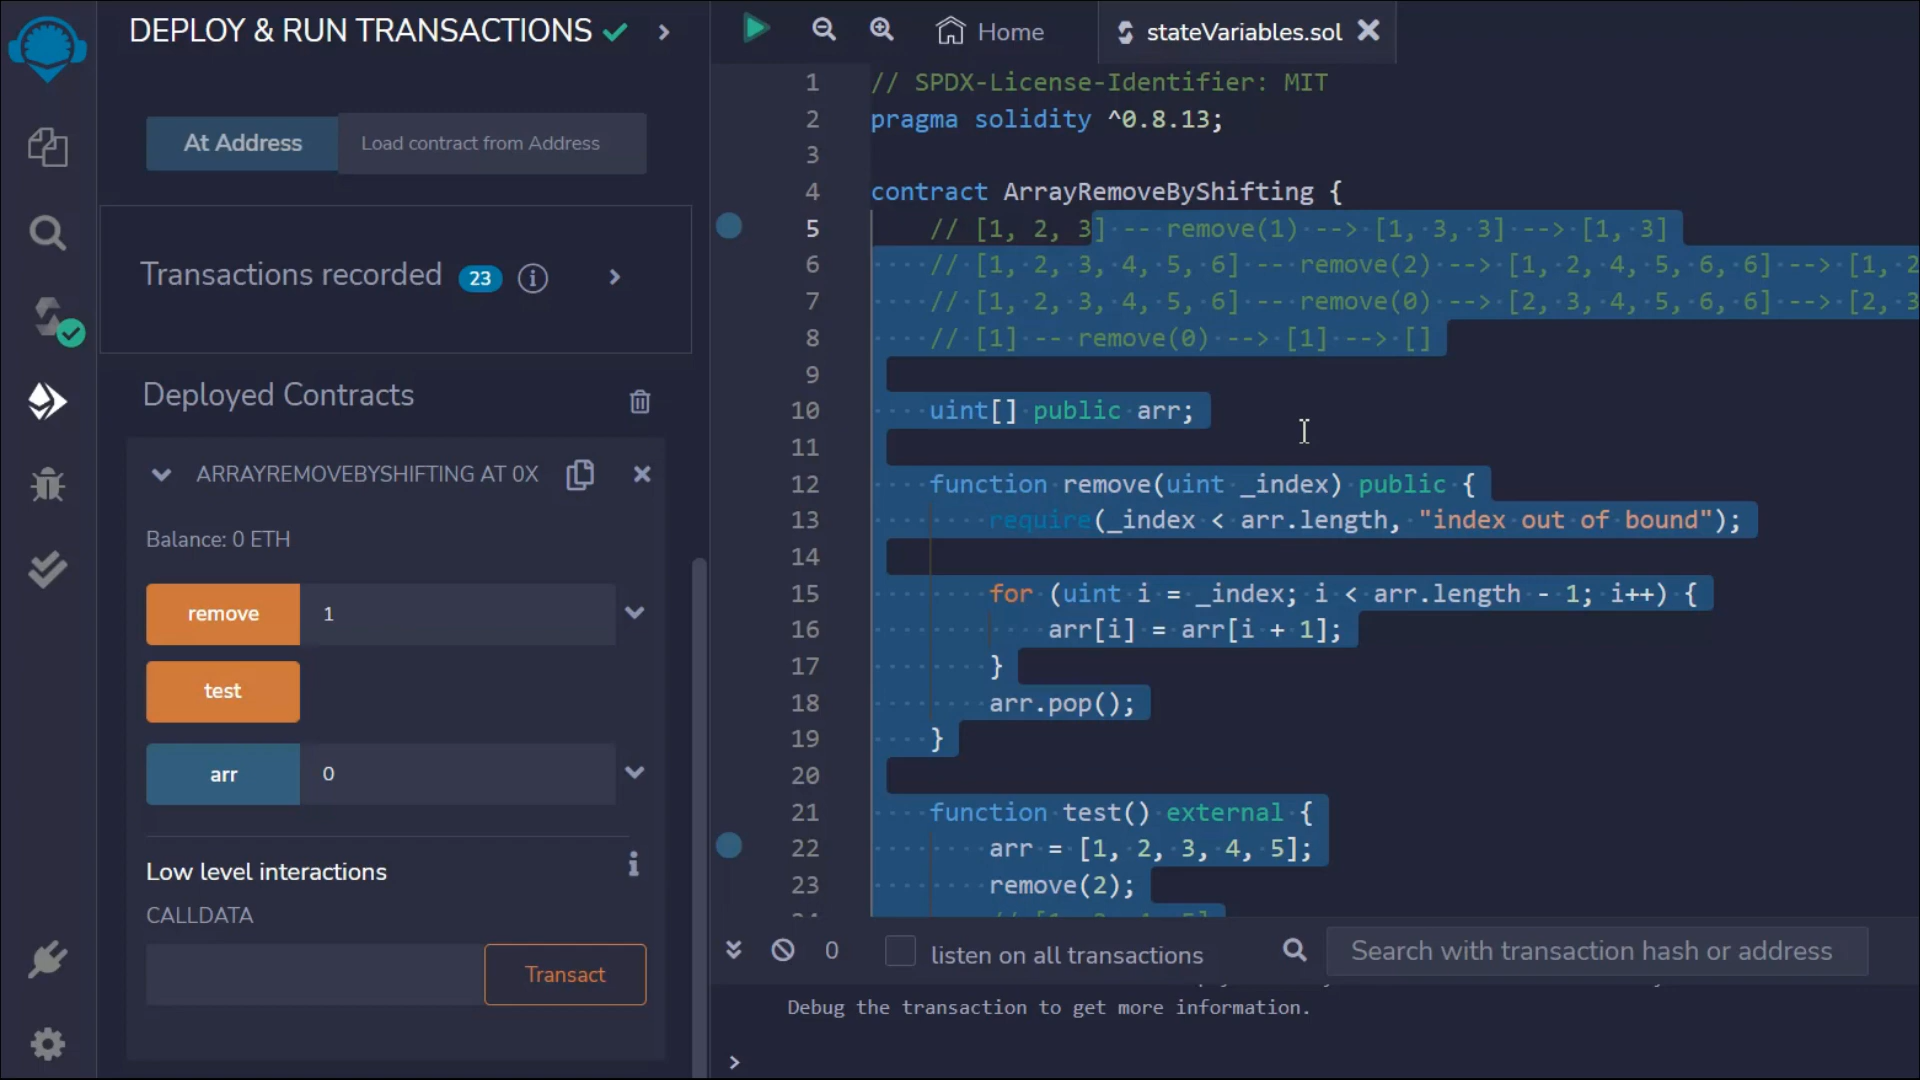 DEPLOY & RUN TRANSACTIONS
At Address
Load contract from Address
Transactions recorded 23
Deployed Contracts
ARRAYREMOVEBYSHIFTING AT 0X
Balance: 0 ETH
remove 1
test
arr 0
Low level interactions
CALLDATA
Transact
Home
stateVariables.sol
1 // SPDX-License-Identifier: MIT
2 pragma solidity ^0.8.13;
3
4 contract ArrayRemoveByShifting {
5 // [1, 2, 3] -- remove(1) --> [1, 3, 3] --> [1, 3]
6 // [1, 2, 3, 4, 5, 6] -- remove(2) --> [1, 2, 4, 5, 6, 6] --> [1, 2
7 // [1, 2, 3, 4, 5, 6] -- remove(0) --> [2, 3, 4, 5, 6, 6] --> [2, 3
8 // [1] -- remove(0) --> [1] --> []
9
10 uint[] public arr;
11
12 function remove(uint _index) public {
13 require(_index < arr.length, "index out of bound");
14
15 for (uint i = _index; i < arr.length - 1; i++) {
16 arr[i] = arr[i + 1];
17 }
18 arr.pop();
19 }
20
21 function test() external {
22 arr = [1, 2, 3, 4, 5];
23 remove(2);
0
listen on all transactions
Search with transaction hash or address
Debug the transaction to get more information.
>